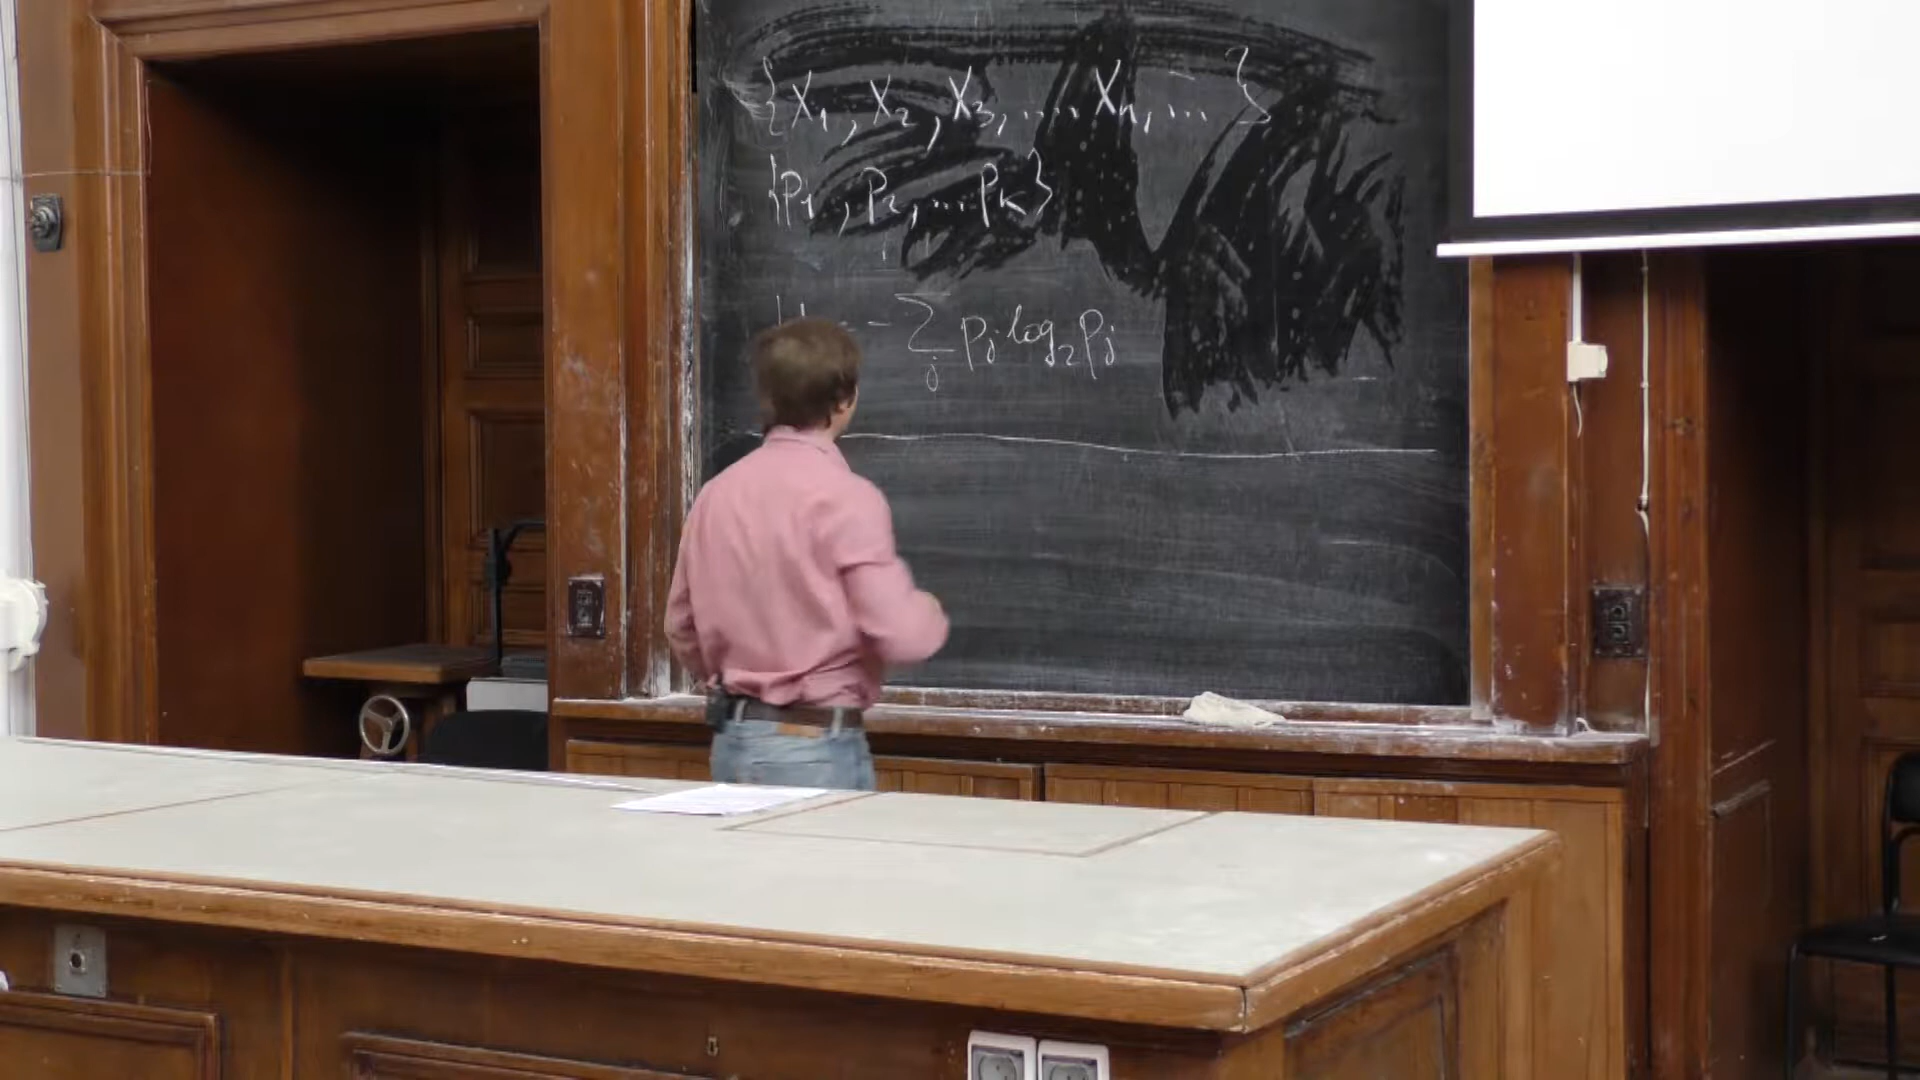 {X₁, X₂, X₃, .... Xₙ, ... }
{p₁, p₂, ... pₖ}
H = - ∑ⱼ pⱼ log₂ pⱼ